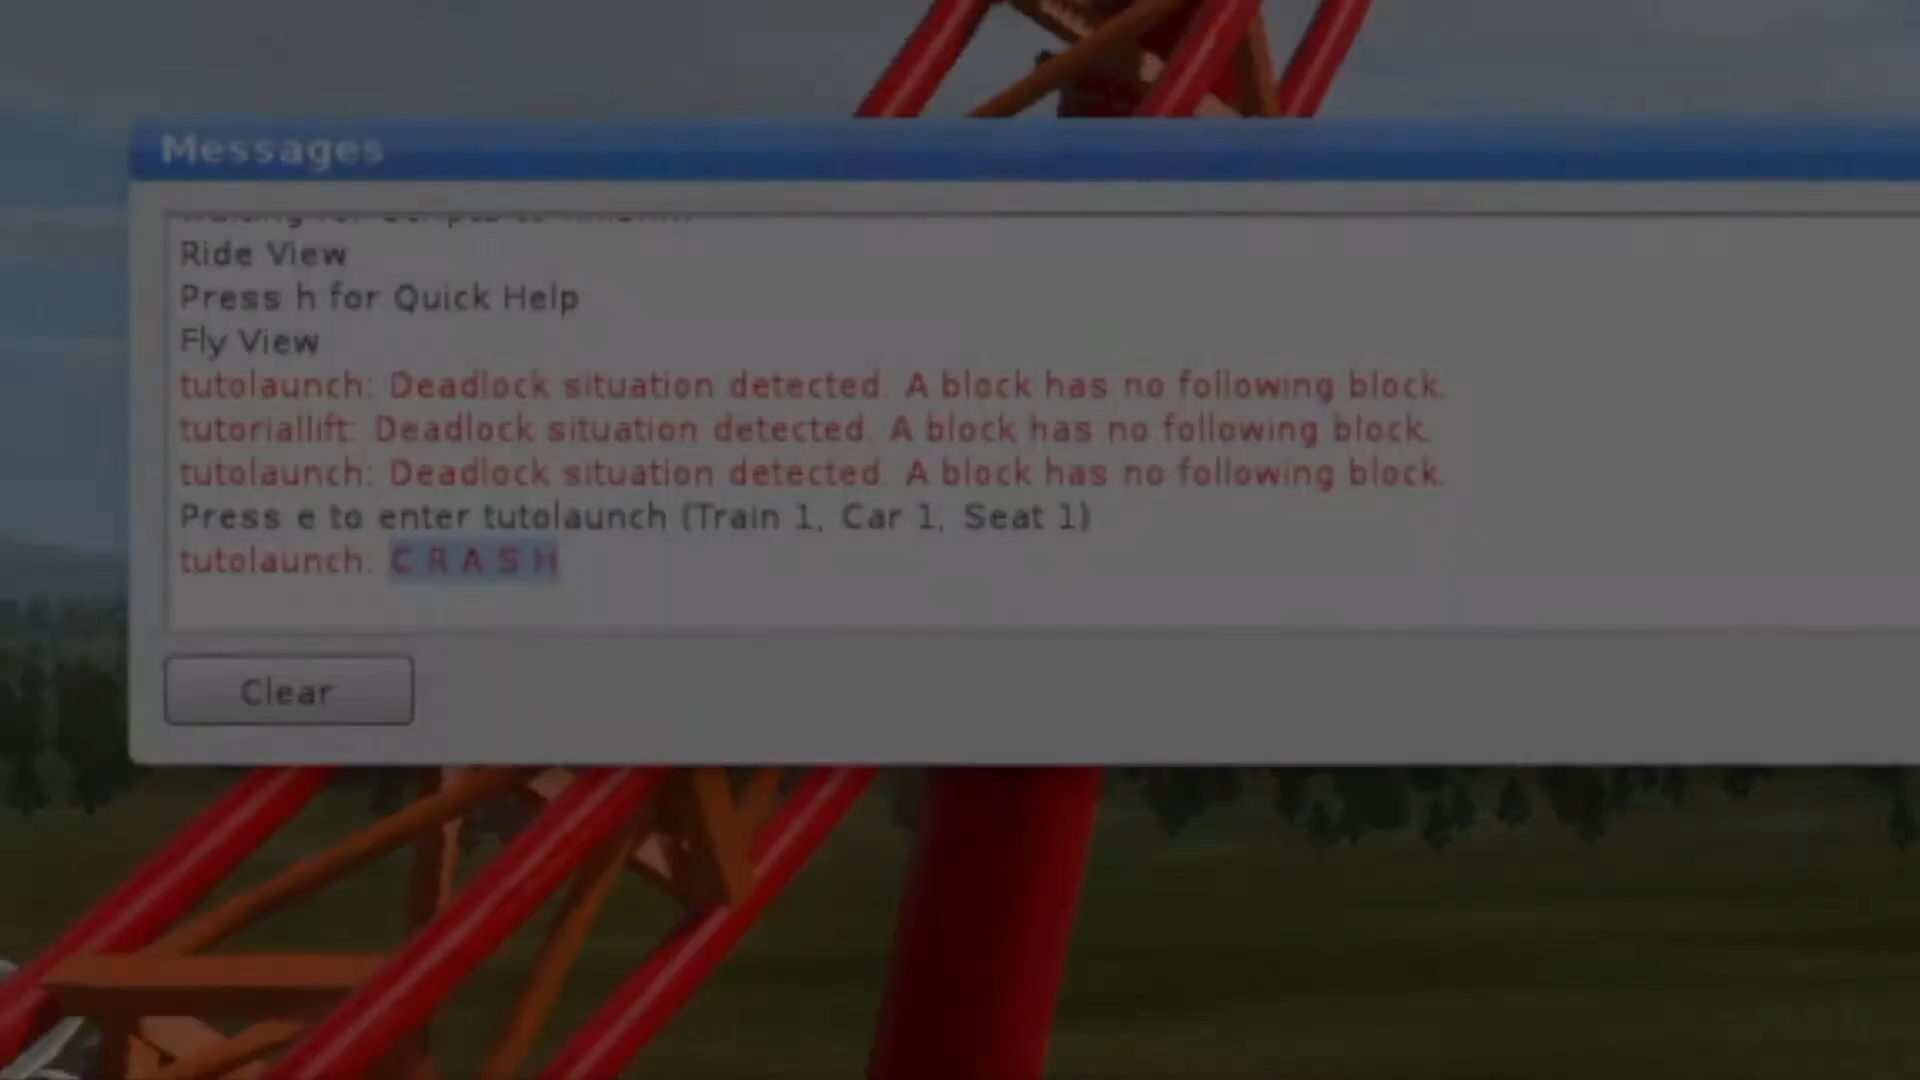 Messages
Ride View
Press h for Quick Help
Fly View
tutolaunch: Deadlock situation detected. A block has no following block.
tutoriallift: Deadlock situation detected. A block has no following block.
tutolaunch: Deadlock situation detected. A block has no following block.
Press e to enter tutolaunch (Train 1, Car 1, Seat 1)
tutolaunch: C R A S H
Clear